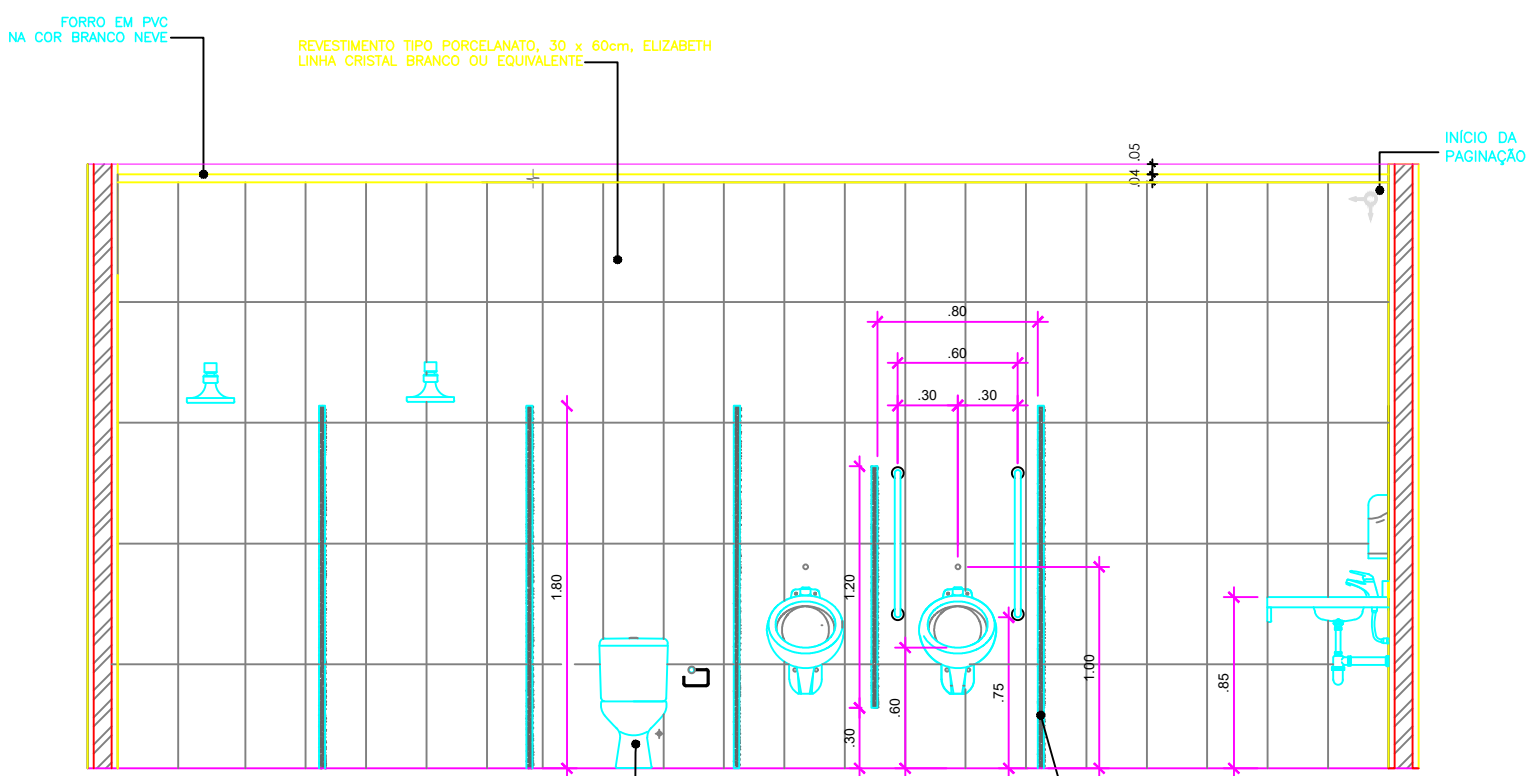 FORRO EM PVC
NA COR BRANCO NEVE
REVESTIMENTO TIPO PORCELANATO, 30 x 60cm, ELIZABETH
LINHA CRISTAL BRANCO OU EQUIVALENTE
INÍCIO DA
PAGINAÇÃO
.05
.04
.80
.60
.30
.30
1.80
1.20
.30
.60
.75
1.00
.85